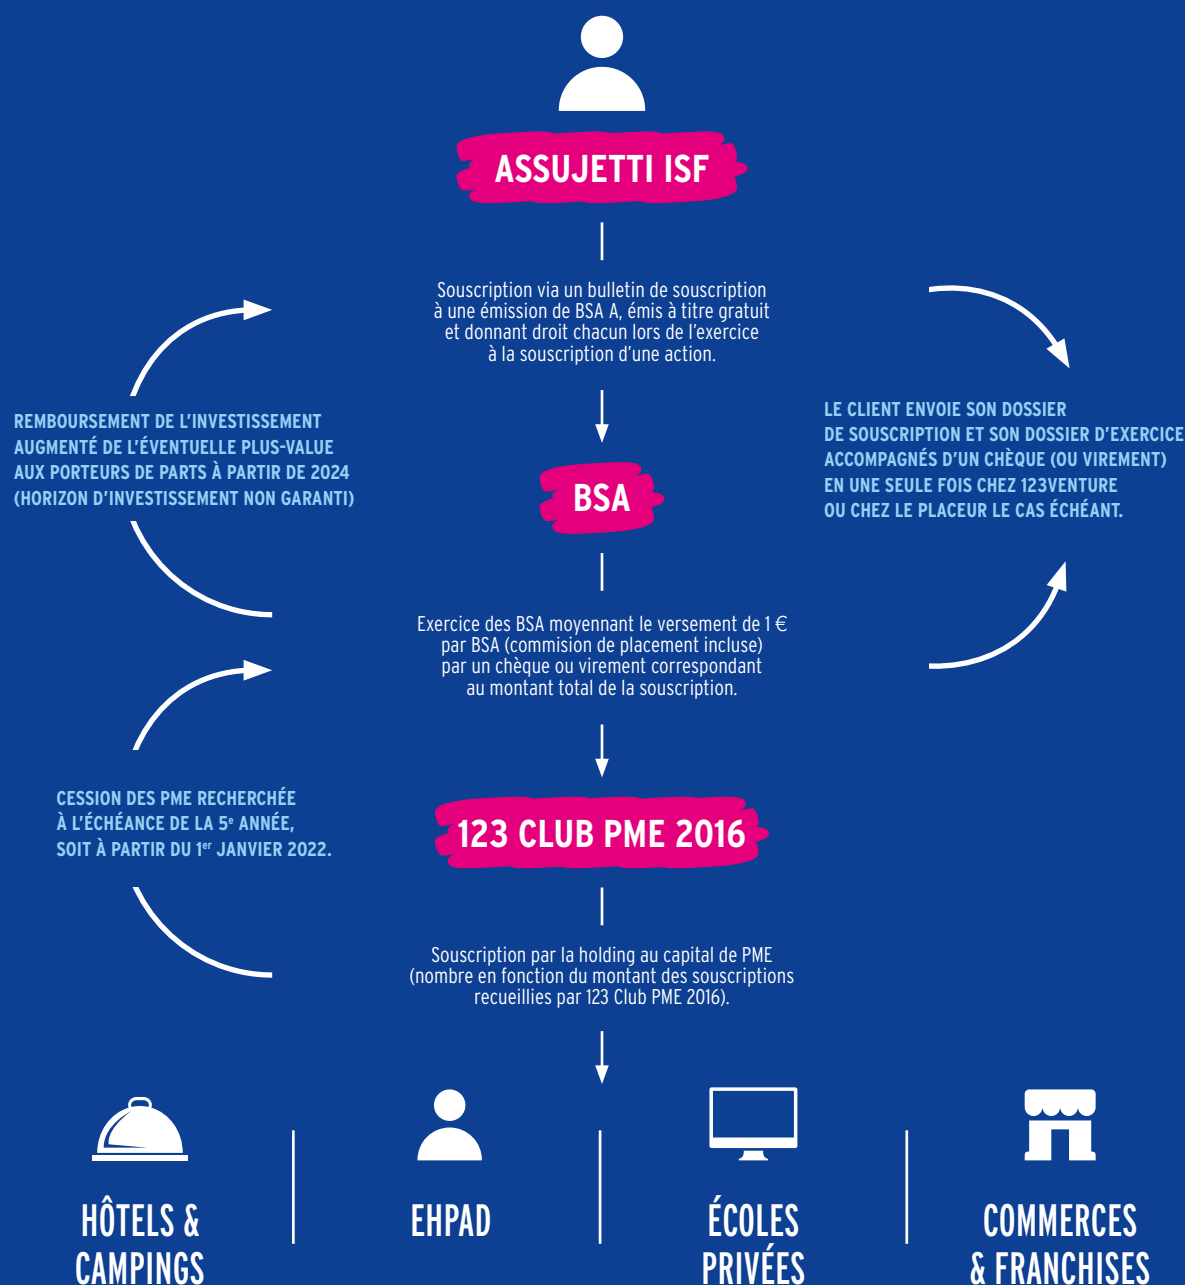 ASSUJETTI ISF
Souscription via un bulletin de souscription
à une émission de BSA A, émis à titre gratuit
et donnant droit chacun lors de l'exercice
à la souscription d'une action.
REMBOURSEMENT DE L'INVESTISSEMENT
AUGMENTÉ DE L'ÉVENTUELLE PLUS-VALUE
AUX PORTEURS DE PARTS À PARTIR DE 2024
(HORIZON D'INVESTISSEMENT NON GARANTI)
LE CLIENT ENVOIE SON DOSSIER
DE SOUSCRIPTION ET SON DOSSIER D'EXERCICE
ACCOMPAGNÉS D'UN CHÈQUE (OU VIREMENT)
EN UNE SEULE FOIS CHEZ 123VENTURE
OU CHEZ LE PLACEUR LE CAS ÉCHÉANT.
BSA
Exercice des BSA moyennant le versement de 1 €
par BSA (commision de placement incluse)
par un chèque ou virement correspondant
au montant total de la souscription.
CESSION DES PME RECHERCHÉE
À L'ÉCHÉANCE DE LA 5e ANNÉE,
SOIT À PARTIR DU 1er JANVIER 2022.
123 CLUB PME 2016
Souscription par la holding au capital de PME
(nombre en fonction du montant des souscriptions
recueillies par 123 Club PME 2016).
HÔTELS &
CAMPINGS
EHPAD
ÉCOLES
PRIVÉES
COMMERCES
& FRANCHISES